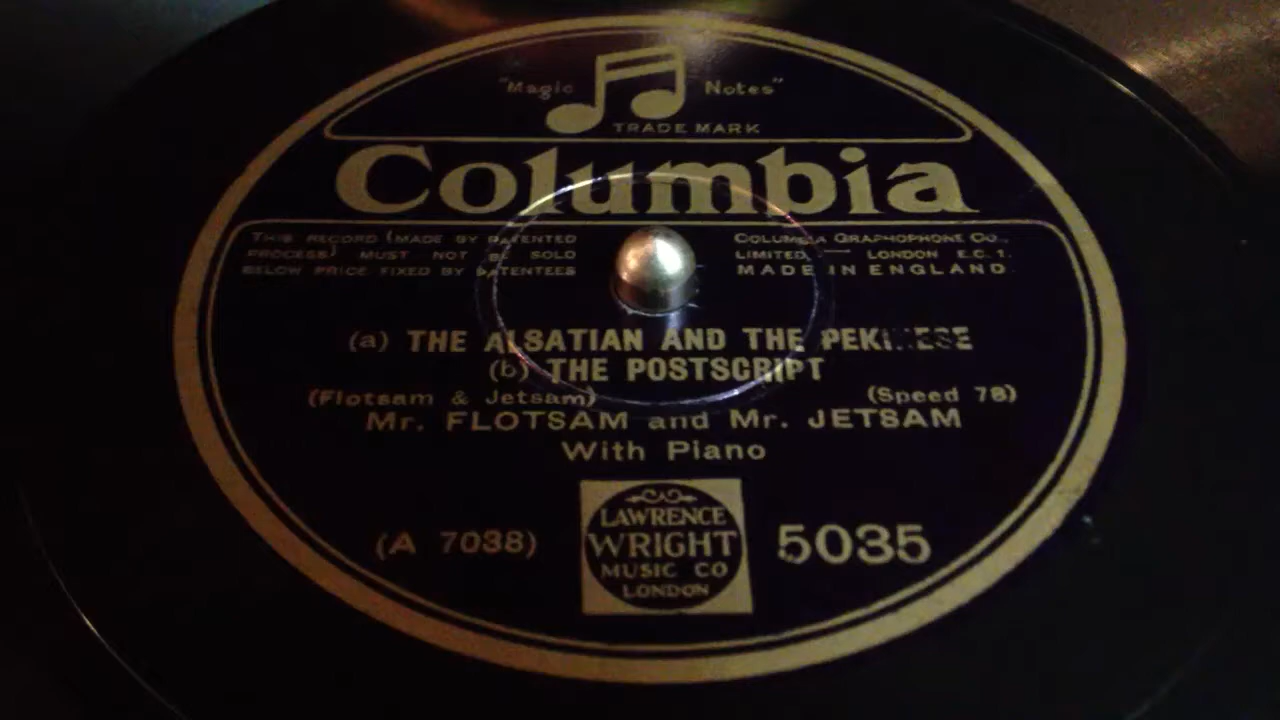 "Magic Notes"
TRADE MARK
Columbia
THIS RECORD (MADE BY PATENTED
PROCESS) MUST NOT BE SOLD
BELOW PRICE FIXED BY PATENTEES
COLUMBIA GRAPHOPHONE CO.,
LIMITED, — LONDON E.C.1.
MADE IN ENGLAND
(a) THE ALSATIAN AND THE PEKINESE
(b) THE POSTSCRIPT
(Flotsam & Jetsam) (Speed 78)
Mr. FLOTSAM and Mr. JETSAM
With Piano
(A 7038)
LAWRENCE
WRIGHT
MUSIC CO
LONDON
5035